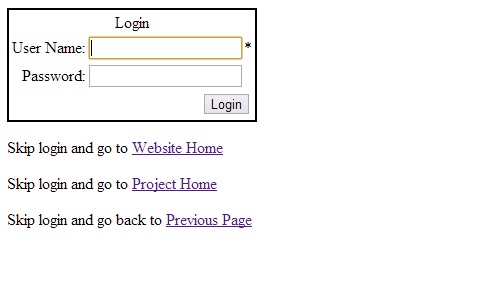 Login
User Name: *
Password:
Login
Skip login and go to Website Home
Skip login and go to Project Home
Skip login and go back to Previous Page